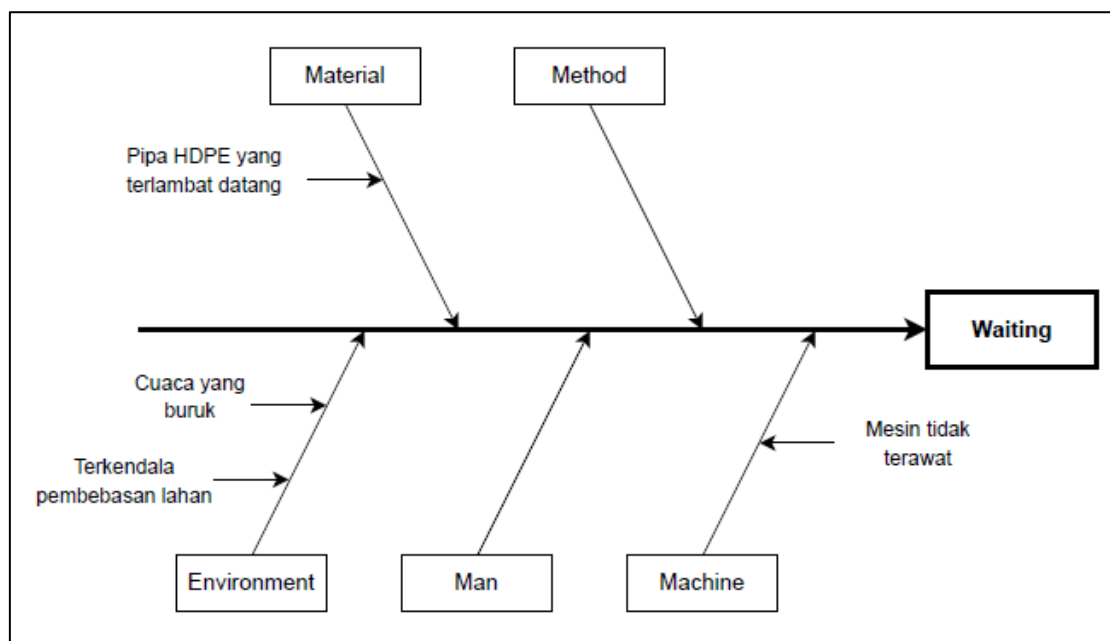 Material
Method
Pipa HDPE yang
terlambat datang
Waiting
Cuaca yang
buruk
Terkendala
pembebasan lahan
Mesin tidak
terawat
Environment
Man
Machine